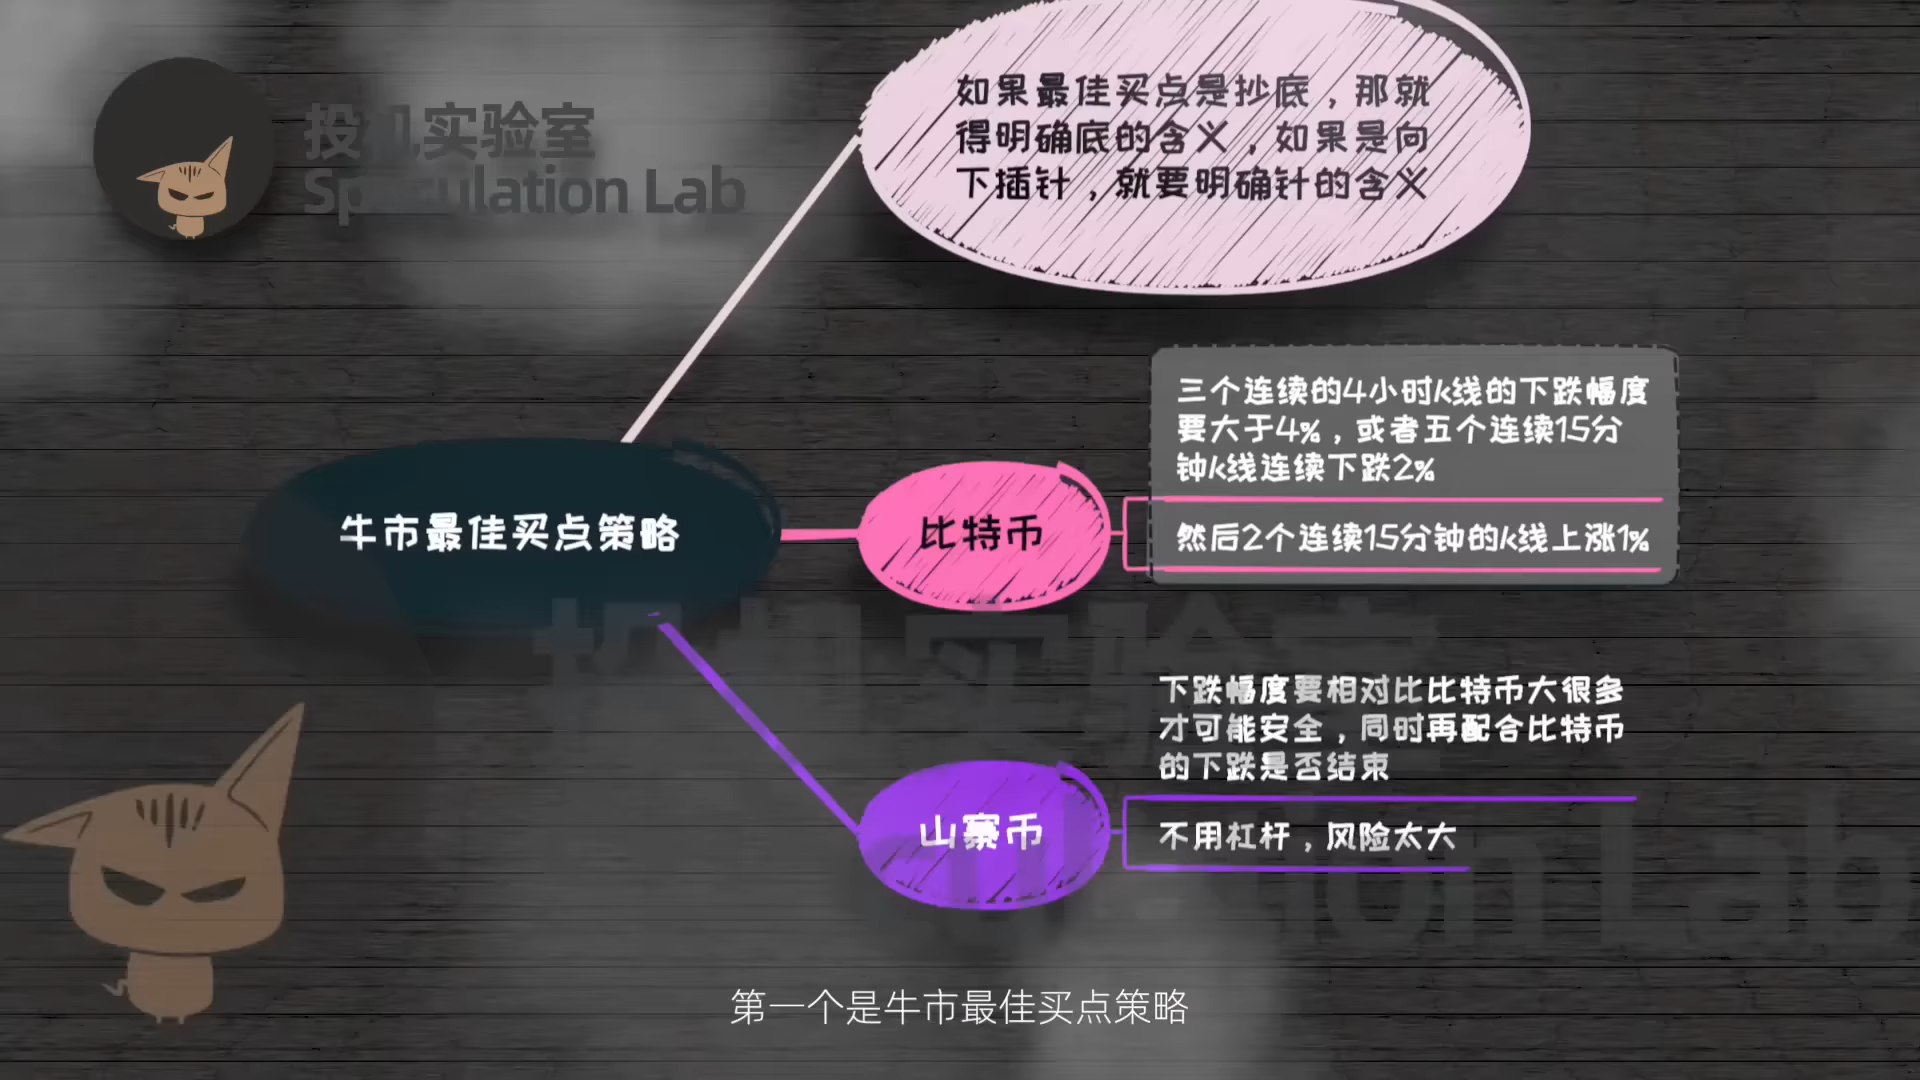 投机实验室
Speculation Lab
如果最佳买点是抄底，那就
得明确底的含义，如果是向
下插针，就要明确针的含义
三个连续的4小时k线的下跌幅度
要大于4%，或者五个连续15分
钟k线连续下跌2%
牛市最佳买点策略
比特币
然后2个连续15分钟的k线上涨1%
投机实验室
下跌幅度要相对比比特币大很多
才可能安全，同时再配合比特币
的下跌是否结束
山寨币
不用杠杆，风险太大
Lab
第一个是牛市最佳买点策略